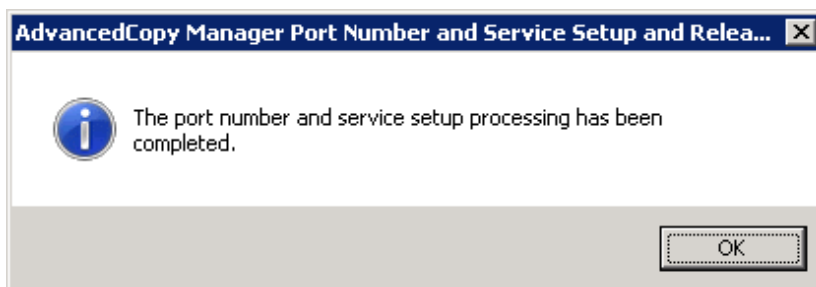 AdvancedCopy Manager Port Number and Service Setup and Relea...
The port number and service setup processing has been
completed.
OK